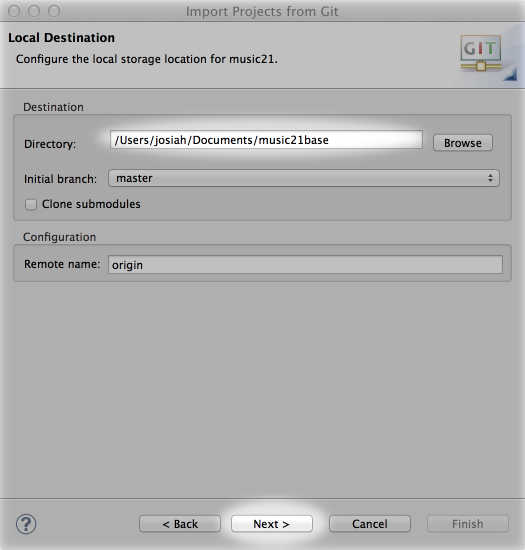 Import Projects from Git
Local Destination
Configure the local storage location for music21.
GIT
Destination
Directory: /Users/josiah/Documents/music21base Browse
Initial branch: master
Clone submodules
Configuration
Remote name: origin
? < Back Next > Cancel Finish